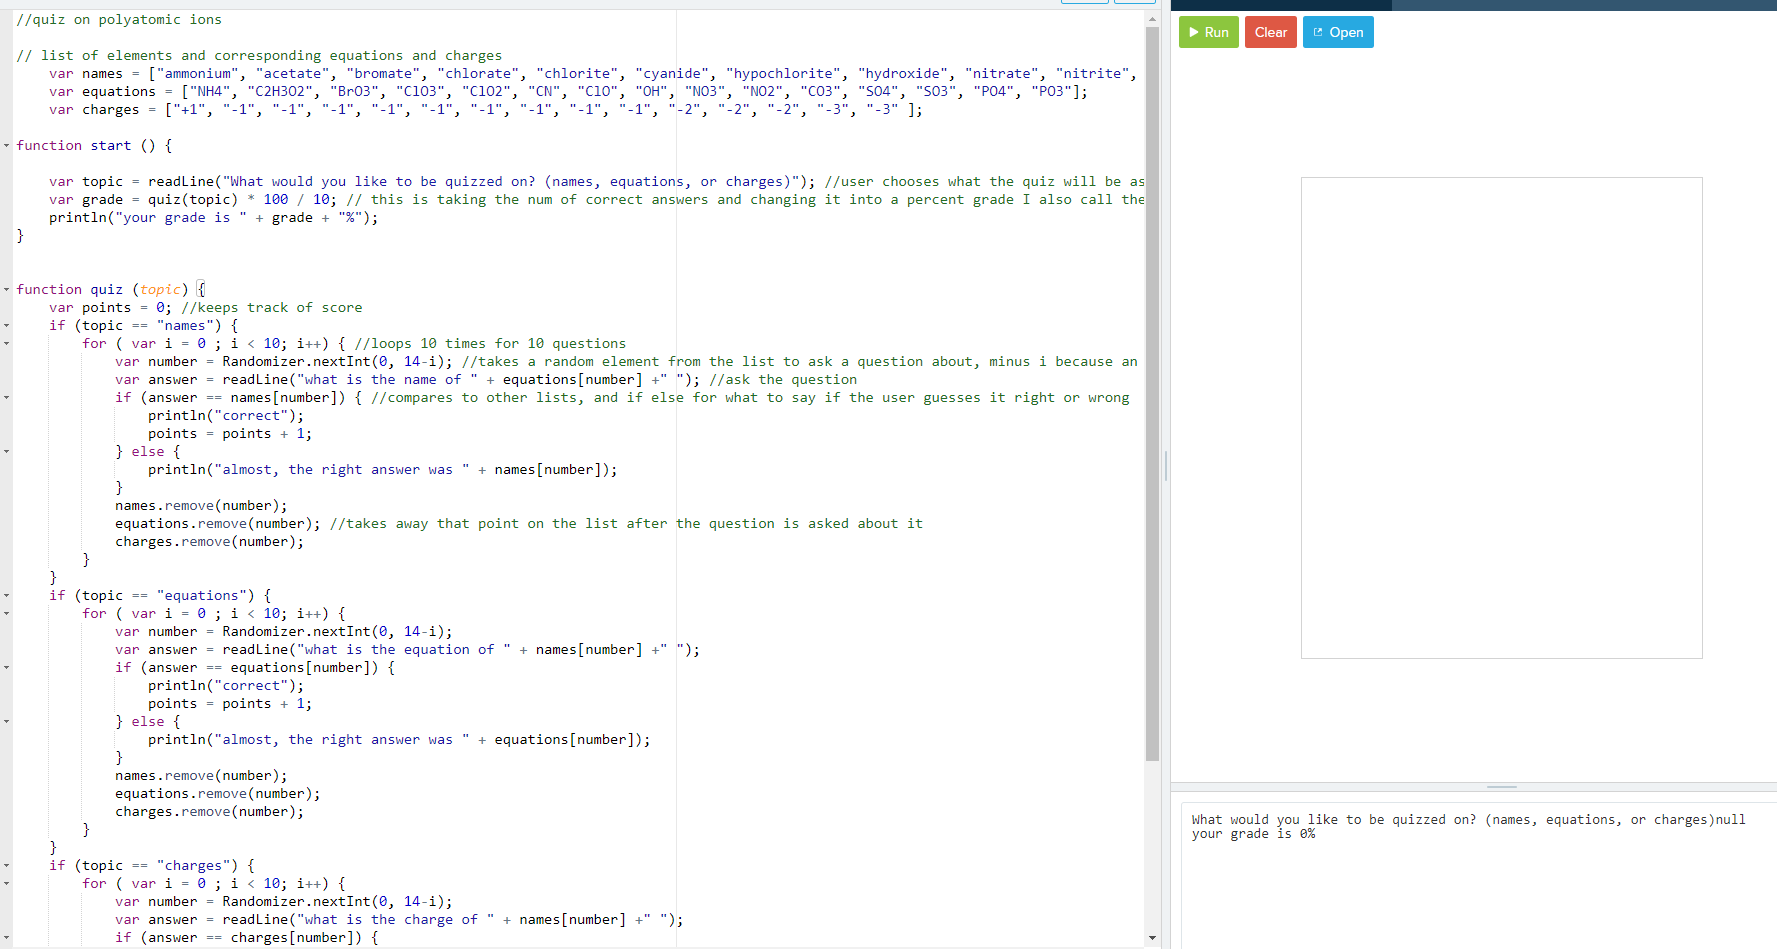 //quiz on polyatomic ions
// list of elements and corresponding equations and charges
var names = ["ammonium", "acetate", "bromate", "chlorate", "chlorite", "cyanide", "hypochlorite", "hydroxide", "nitrate", "nitrite",
var equations = ["NH4", "C2H3O2", "BrO3", "ClO3", "ClO2", "CN", "ClO", "OH", "NO3", "NO2", "CO3", "SO4", "SO3", "PO4", "PO3"];
var charges = ["+1", "-1", "-1", "-1", "-1", "-1", "-1", "-1", "-1", "-1", "-2", "-2", "-2", "-3", "-3" ];
function start () {
var topic = readLine("What would you like to be quizzed on? (names, equations, or charges)"); //user chooses what the quiz will be as
var grade = quiz(topic) * 100 / 10; // this is taking the num of correct answers and changing it into a percent grade I also call the
println("your grade is " + grade + "%");
}
function quiz (topic) {
var points = 0; //keeps track of score
if (topic == "names") {
for ( var i = 0 ; i < 10; i++) { //loops 10 times for 10 questions
var number = Randomizer.nextInt(0, 14-i); //takes a random element from the list to ask a question about, minus i because an
var answer = readLine("what is the name of " + equations[number] +" "); //ask the question
if (answer == names[number]) { //compares to other lists, and if else for what to say if the user guesses it right or wrong
println("correct");
points = points + 1;
} else {
println("almost, the right answer was " + names[number]);
}
names.remove(number);
equations.remove(number); //takes away that point on the list after the question is asked about it
charges.remove(number);
}
}
if (topic == "equations") {
for ( var i = 0 ; i < 10; i++) {
var number = Randomizer.nextInt(0, 14-i);
var answer = readLine("what is the equation of " + names[number] +" ");
if (answer == equations[number]) {
println("correct");
points = points + 1;
} else {
println("almost, the right answer was " + equations[number]);
}
names.remove(number);
equations.remove(number);
charges.remove(number);
}
}
if (topic == "charges") {
for ( var i = 0 ; i < 10; i++) {
var number = Randomizer.nextInt(0, 14-i);
var answer = readLine("what is the charge of " + names[number] +" ");
if (answer == charges[number]) {
Run
Clear
Open
What would you like to be quizzed on? (names, equations, or charges)null
your grade is 0%